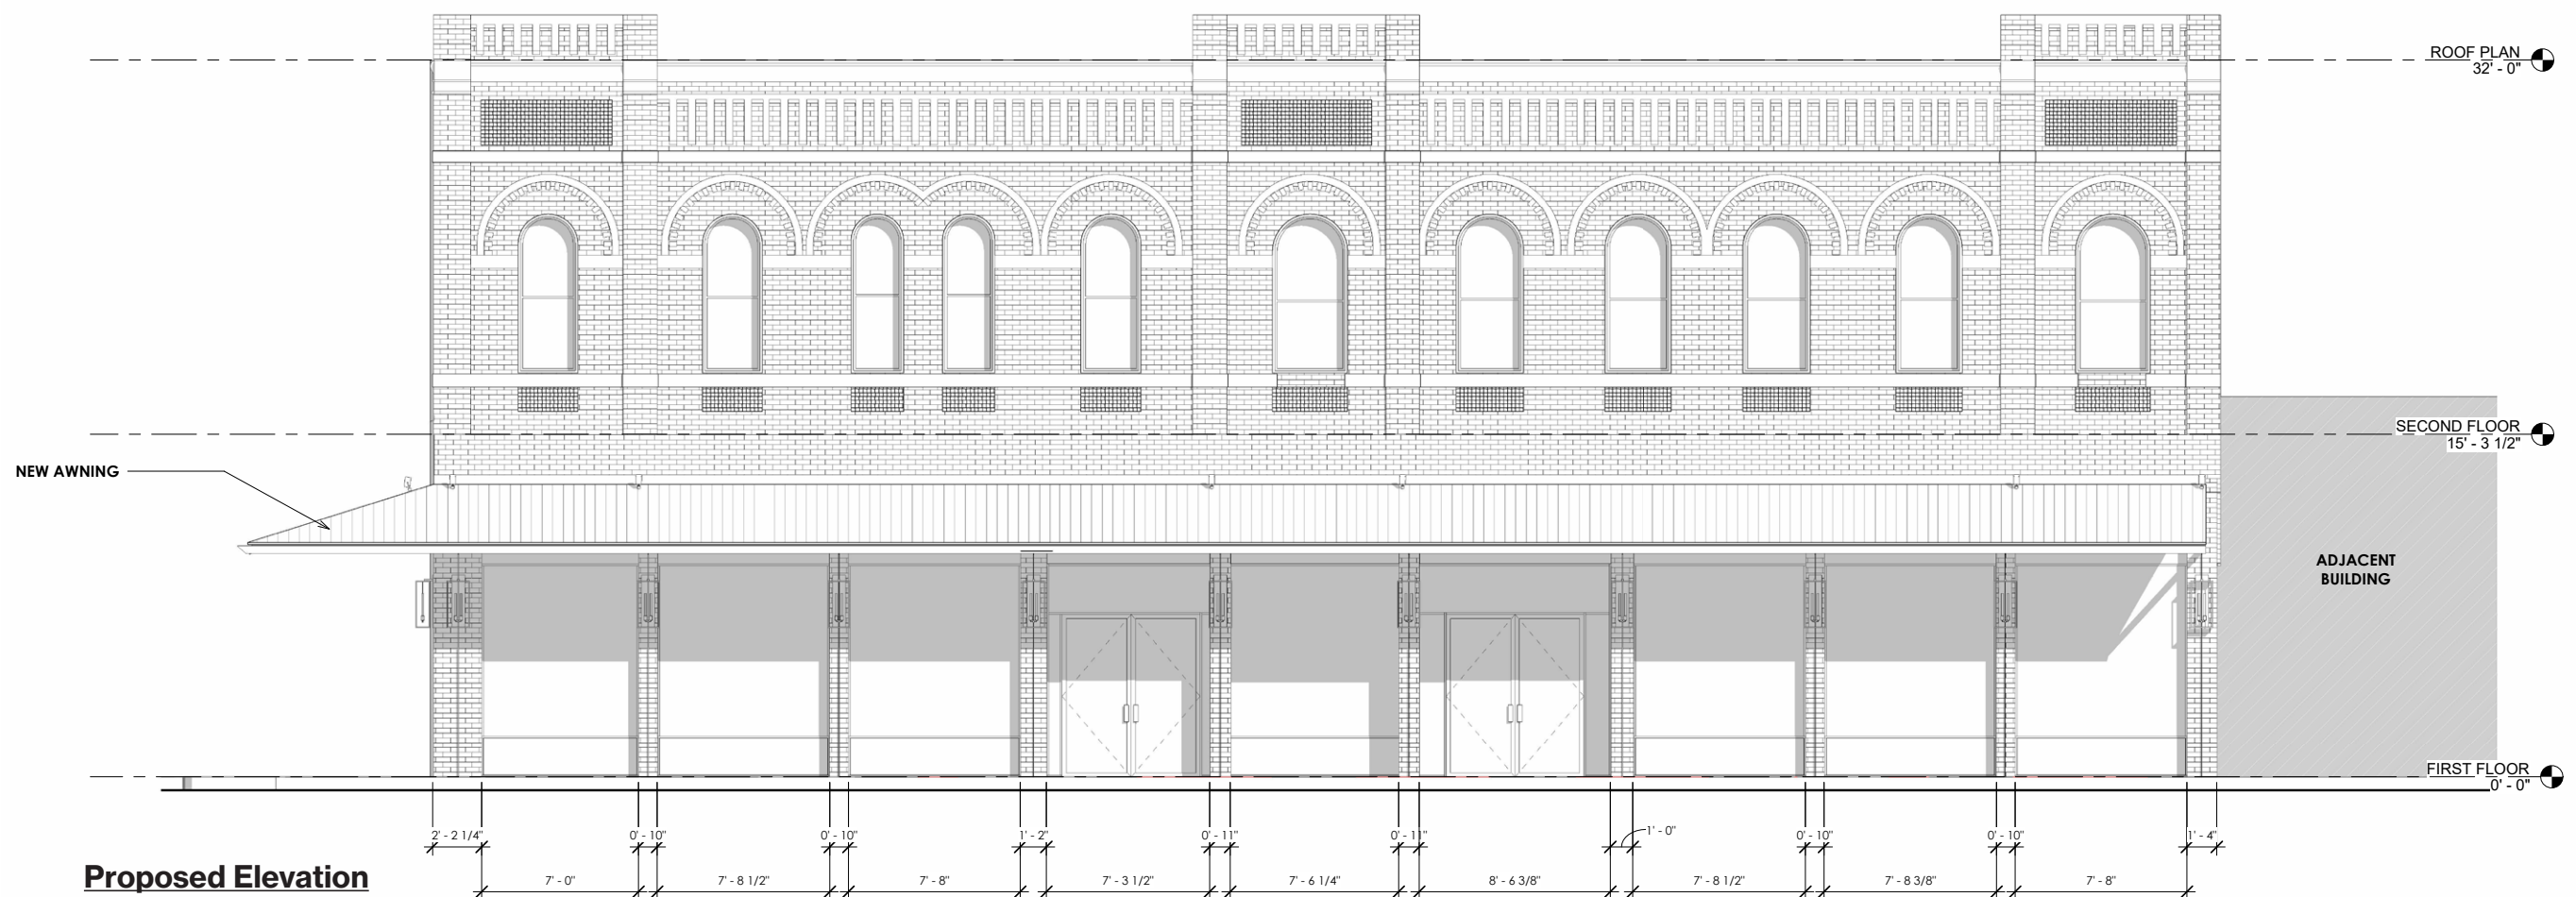 ROOF PLAN
32' - 0"
SECOND FLOOR
15' - 3 1/2"
NEW AWNING
ADJACENT
BUILDING
FIRST FLOOR
0' - 0"
2' - 2 1/4" 0' - 10" 0' - 10" 1' - 2" 0' - 11" 0' - 11" 1' - 0" 0' - 10" 0' - 10" 1' - 4"
7' - 0" 7' - 8 1/2" 7' - 8" 7' - 3 1/2" 7' - 6 1/4" 8' - 6 3/8" 7' - 8 1/2" 7' - 8 3/8" 7' - 8"
Proposed Elevation